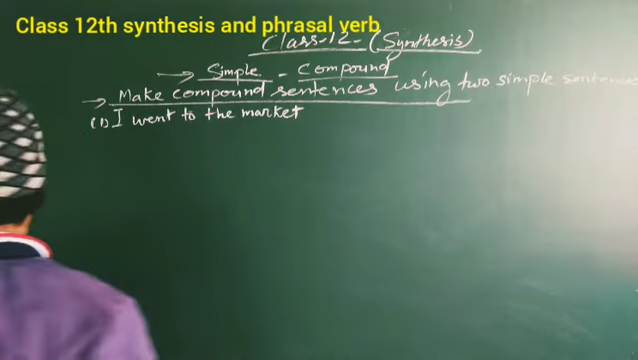 Class 12th synthesis and phrasal verb
Class-12-(Synthesis)
→ Simple - Compound
→ Make compound sentences using two simple sentences
(1) I went to the market